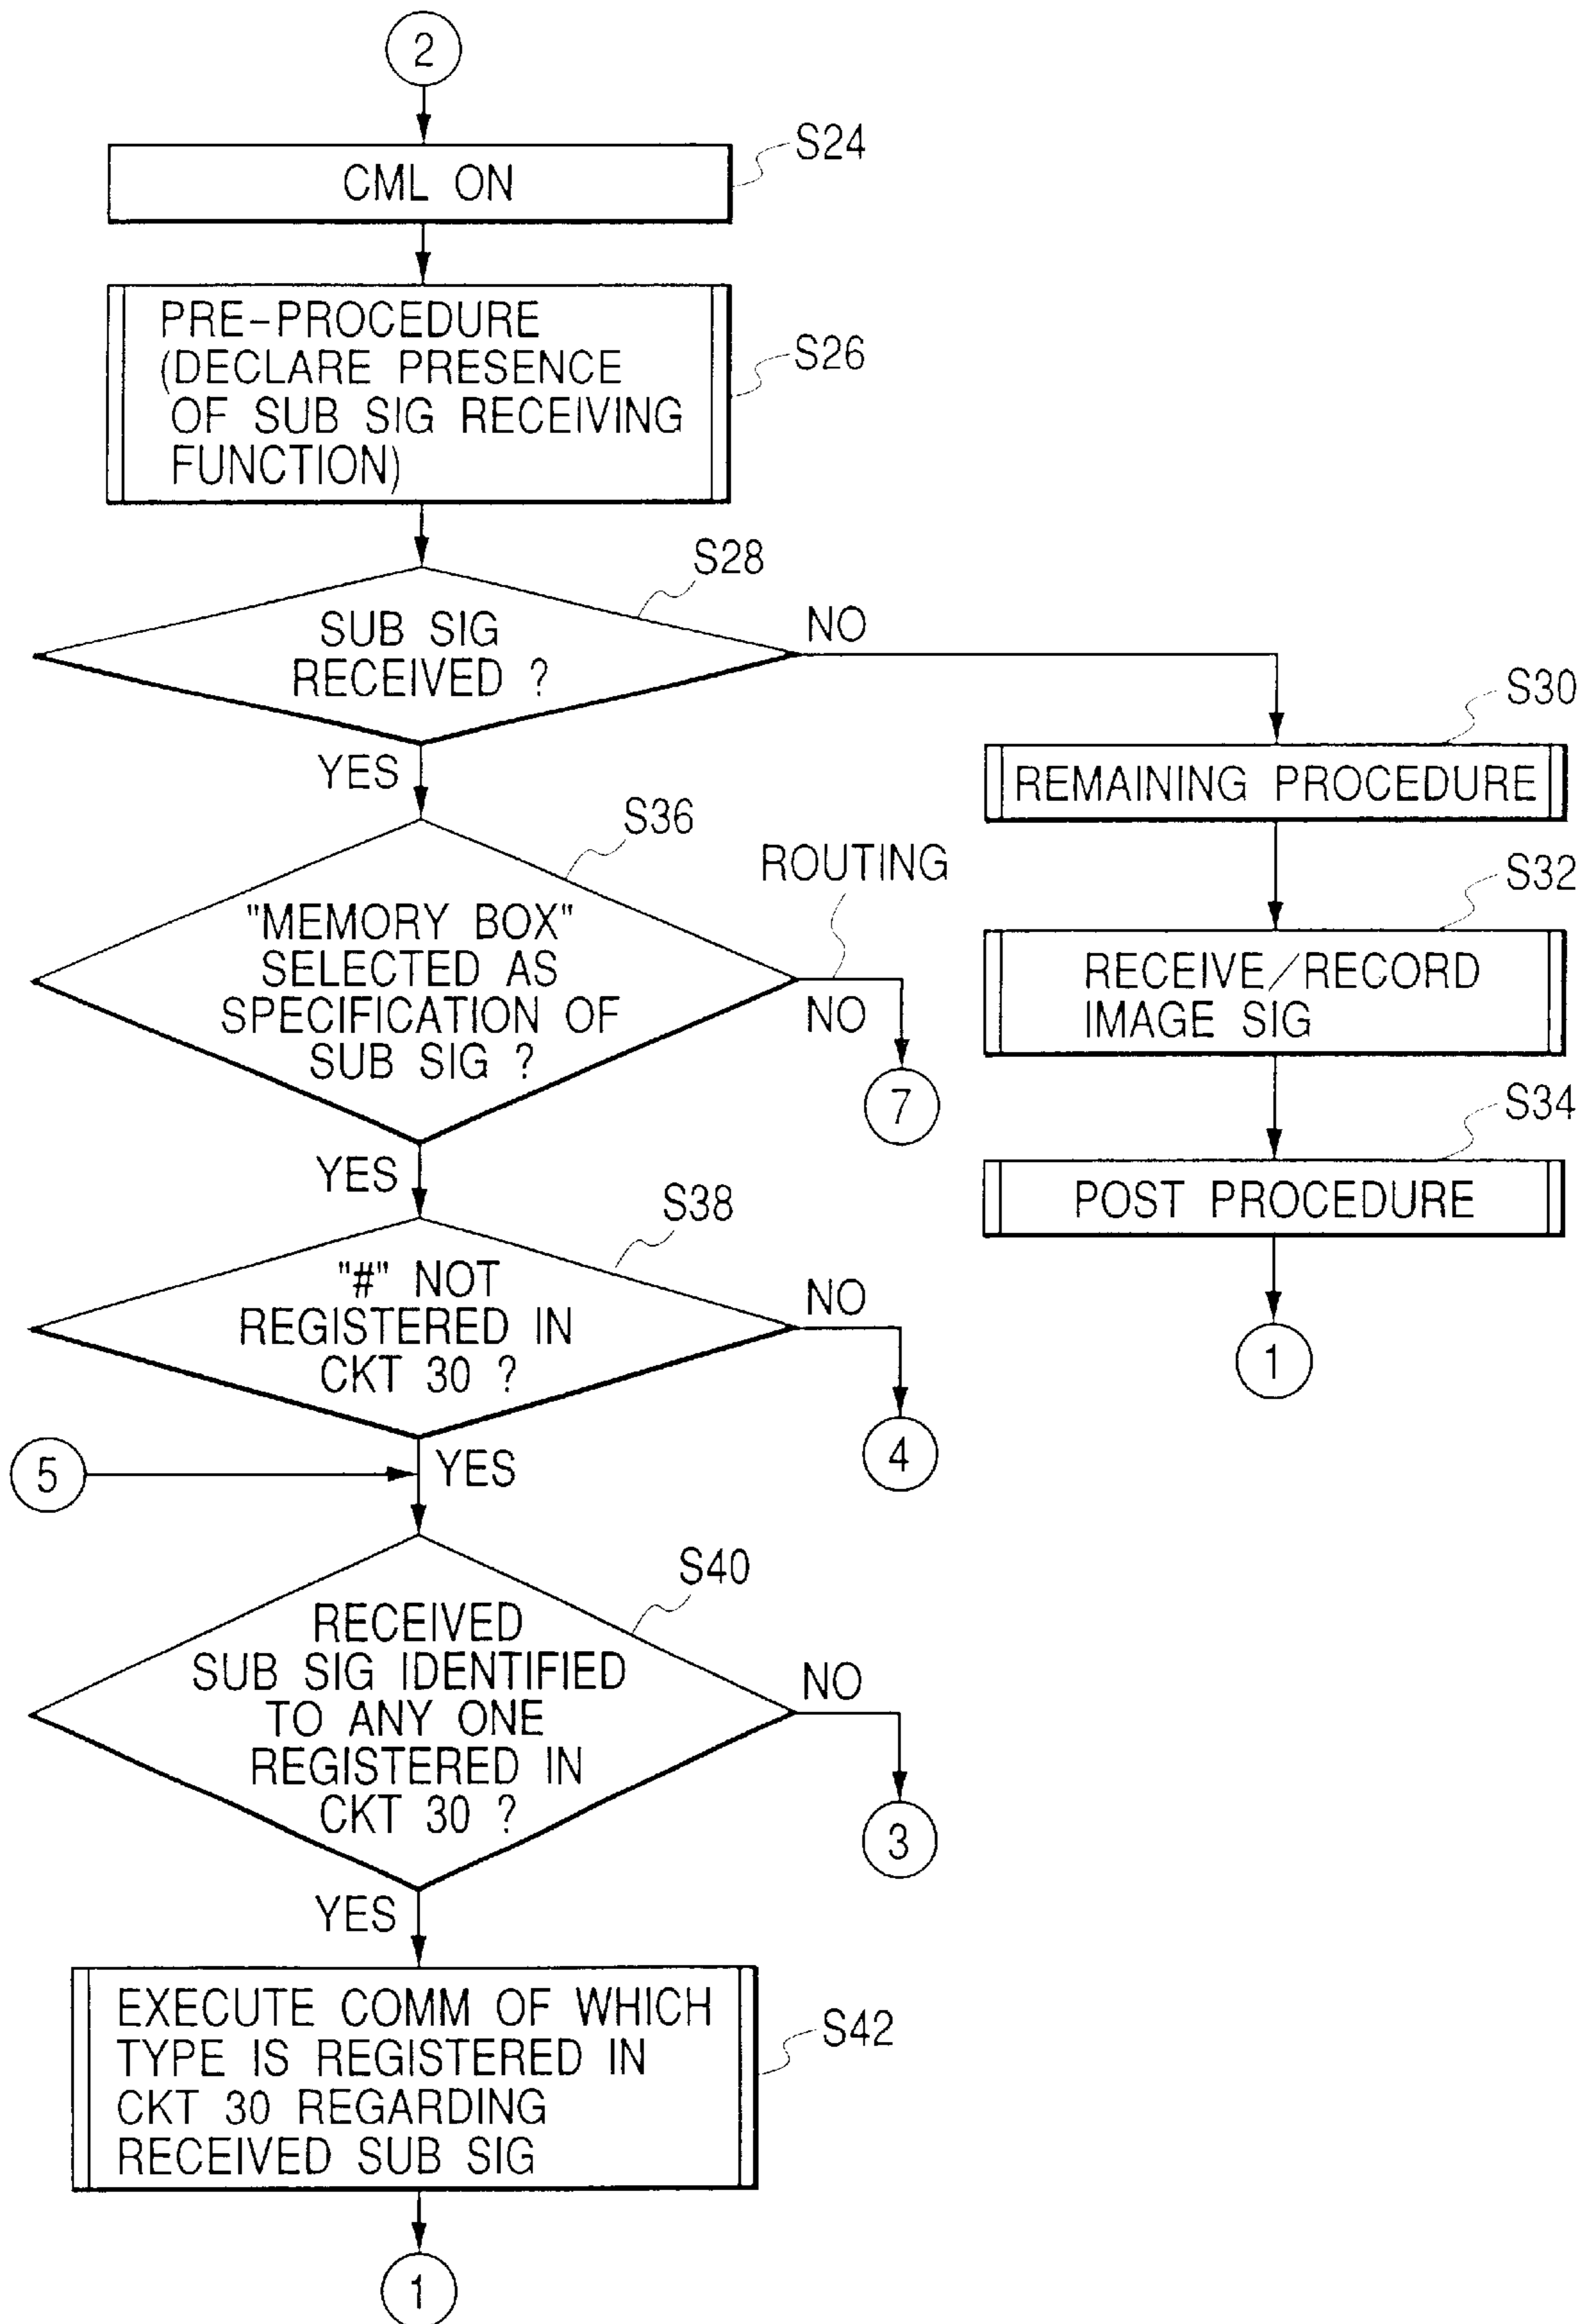 2
CML ON
S24
PRE-PROCEDURE
(DECLARE PRESENCE
OF SUB SIG RECEIVING
FUNCTION)
S26
S28
SUB SIG
RECEIVED ?
NO
YES
S30
REMAINING PROCEDURE
S32
RECEIVE/RECORD
IMAGE SIG
S34
POST PROCEDURE
1
S36
"MEMORY BOX"
SELECTED AS
SPECIFICATION OF
SUB SIG ?
ROUTING
NO
7
YES
S38
"#" NOT
REGISTERED IN
CKT 30 ?
NO
4
YES
5
S40
RECEIVED
SUB SIG IDENTIFIED
TO ANY ONE
REGISTERED IN
CKT 30 ?
NO
3
YES
EXECUTE COMM OF WHICH
TYPE IS REGISTERED IN
CKT 30 REGARDING
RECEIVED SUB SIG
S42
1